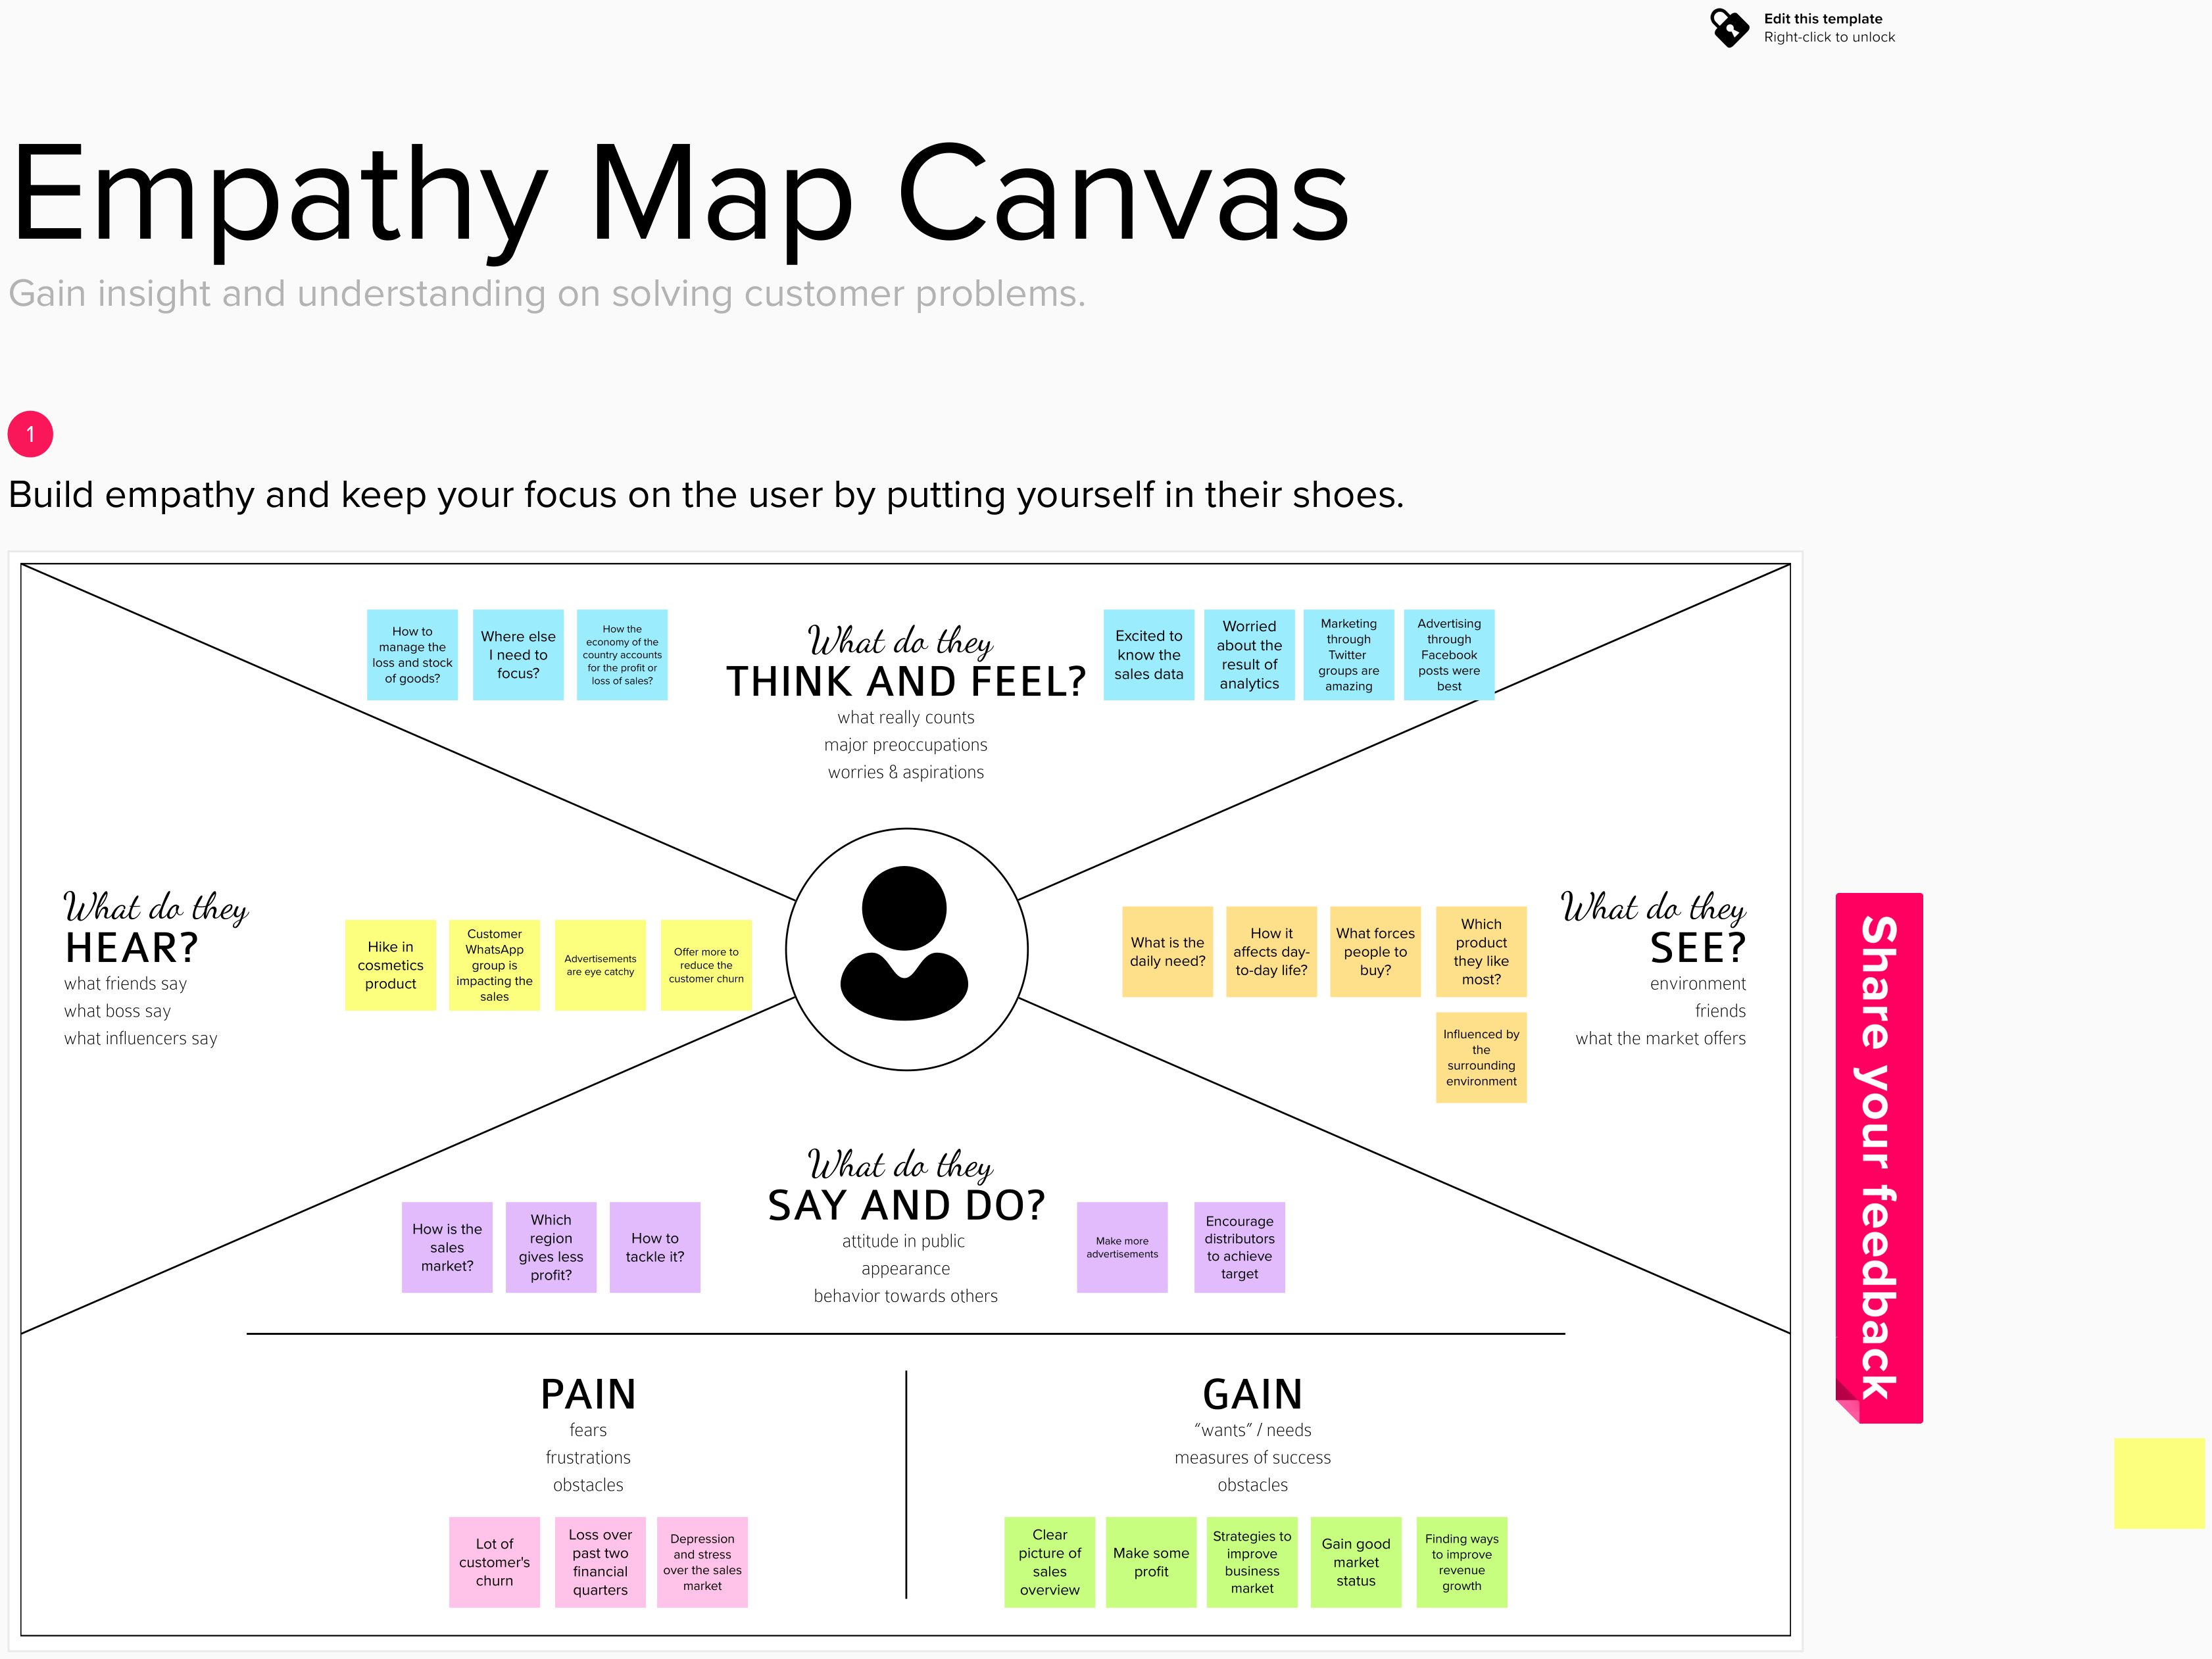 Edit this template
Right-click to unlock
Empathy Map Canvas
Gain insight and understanding on solving customer problems.
1
Build empathy and keep your focus on the user by putting yourself in their shoes.
How to
manage the
loss and stock
of goods?
Where else
I need to
focus?
How the
economy of the
country accounts
for the profit or
loss of sales?
What do they
THINK AND FEEL?
what really counts
major preoccupations
worries & aspirations
Excited to
know the
sales data
Worried
about the
result of
analytics
Marketing
through
Twitter
groups are
amazing
Advertising
through
Facebook
posts were
best
What do they
HEAR?
what friends say
what boss say
what influencers say
Hike in
cosmetics
product
Customer
WhatsApp
group is
impacting the
sales
Advertisements
are eye catchy
Offer more to
reduce the
customer churn
What is the
daily need?
How it
affects day-
to-day life?
What forces
people to
buy?
Which
product
they like
most?
Influenced by
the
surrounding
environment
What do they
SEE?
environment
friends
what the market offers
Share your feedback
How is the
sales
market?
Which
region
gives less
profit?
How to
tackle it?
What do they
SAY AND DO?
attitude in public
appearance
behavior towards others
Make more
advertisements
Encourage
distributors
to achieve
target
PAIN
fears
frustrations
obstacles
Lot of
customer's
churn
Loss over
past two
financial
quarters
Depression
and stress
over the sales
market
GAIN
“wants” / needs
measures of success
obstacles
Clear
picture of
sales
overview
Make some
profit
Strategies to
improve
business
market
Gain good
market
status
Finding ways
to improve
revenue
growth